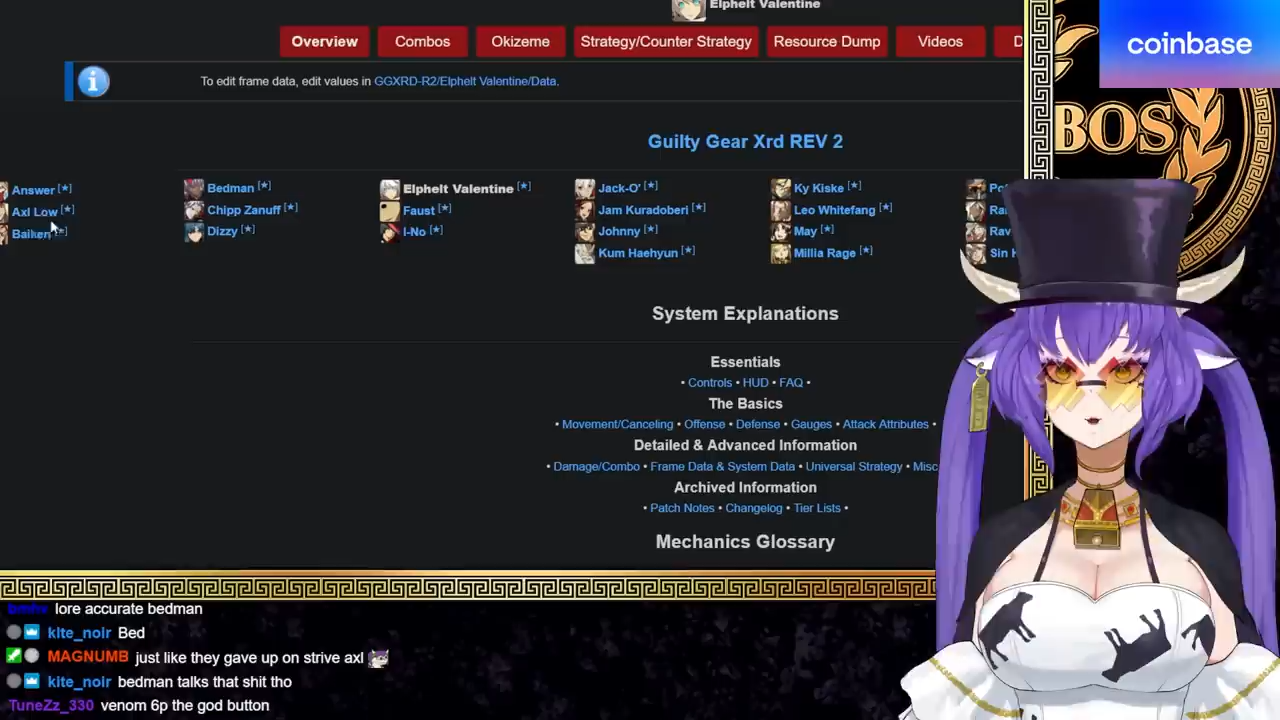 Elphelt Valentine
Overview Combos Okizeme Strategy/Counter Strategy Resource Dump Videos D
coinbase
To edit frame data, edit values in GGXRD-R2/Elphelt Valentine/Data.
BOS
Guilty Gear Xrd REV 2
Answer [★] Bedman [★] Elphelt Valentine [★] Jack-O' [★] Ky Kiske [★] Po
Axl Low [★] Chipp Zanuff [★] Faust [★] Jam Kuradoberi [★] Leo Whitefang [★] Ra
Baiken [★] Dizzy [★] I-No [★] Johnny [★] May [★] Rav
Kum Haehyun [★] Millia Rage [★] Sin H
System Explanations
Essentials
• Controls • HUD • FAQ •
The Basics
• Movement/Canceling • Offense • Defense • Gauges • Attack Attributes •
Detailed & Advanced Information
• Damage/Combo • Frame Data & System Data • Universal Strategy • Misc
Archived Information
• Patch Notes • Changelog • Tier Lists •
Mechanics Glossary
lore accurate bedman
kite_noir Bed
MAGNUMB just like they gave up on strive axl
kite_noir bedman talks that shit tho
TuneZz_330 venom 6p the god button